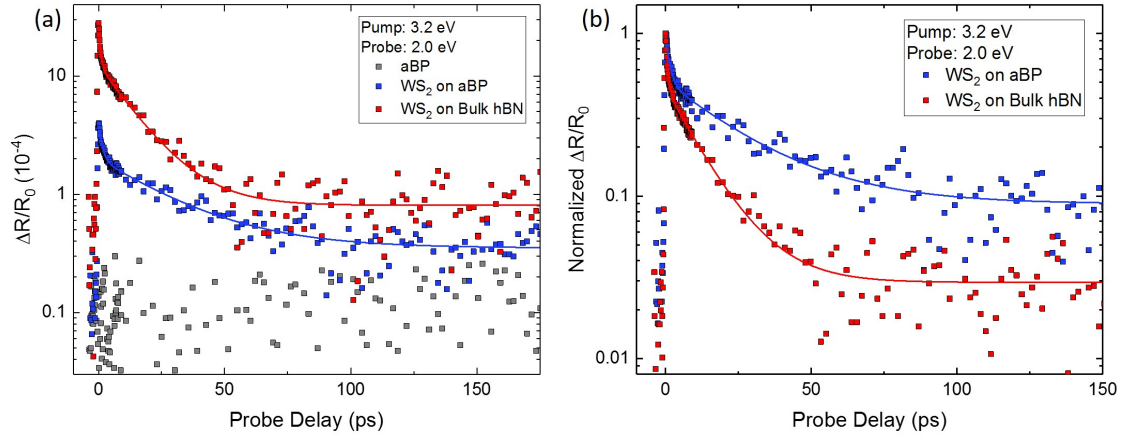 (a)
Pump: 3.2 eV
Probe: 2.0 eV
aBP
WS₂ on aBP
WS₂ on Bulk hBN
ΔR/R₀ (10⁻⁴)
10
1
0.1
0
50
100
150
Probe Delay (ps)
(b)
Pump: 3.2 eV
Probe: 2.0 eV
WS₂ on aBP
WS₂ on Bulk hBN
Normalized ΔR/R₀
1
0.1
0.01
0
50
100
150
Probe Delay (ps)